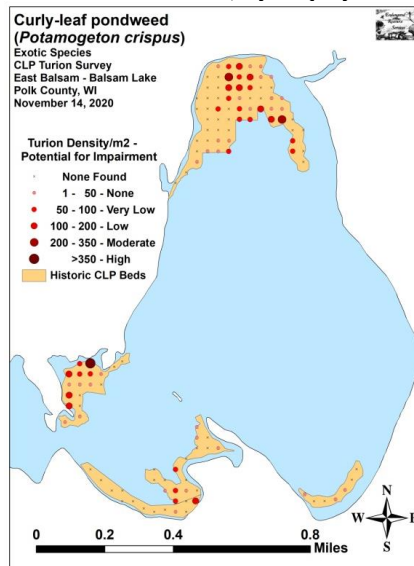 Curly-leaf pondweed
(Potamogeton crispus)
Exotic Species
CLP Turion Survey
East Balsam - Balsam Lake
Polk County, WI
November 14, 2020
Turion Density/m2 -
Potential for Impairment
None Found
1 - 50 - None
50 - 100 - Very Low
100 - 200 - Low
200 - 350 - Moderate
>350 - High
Historic CLP Beds
N
W
E
S
0 0.2 0.4 0.8
Miles